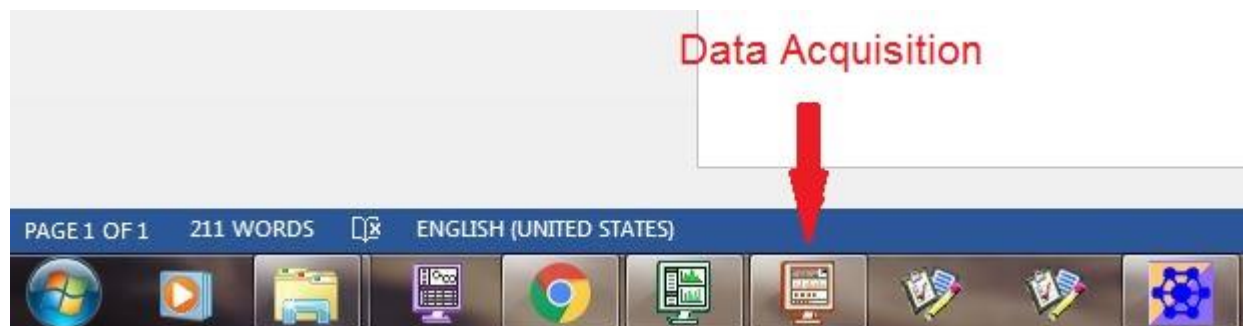 Data Acquisition
PAGE 1 OF 1 211 WORDS ENGLISH (UNITED STATES)